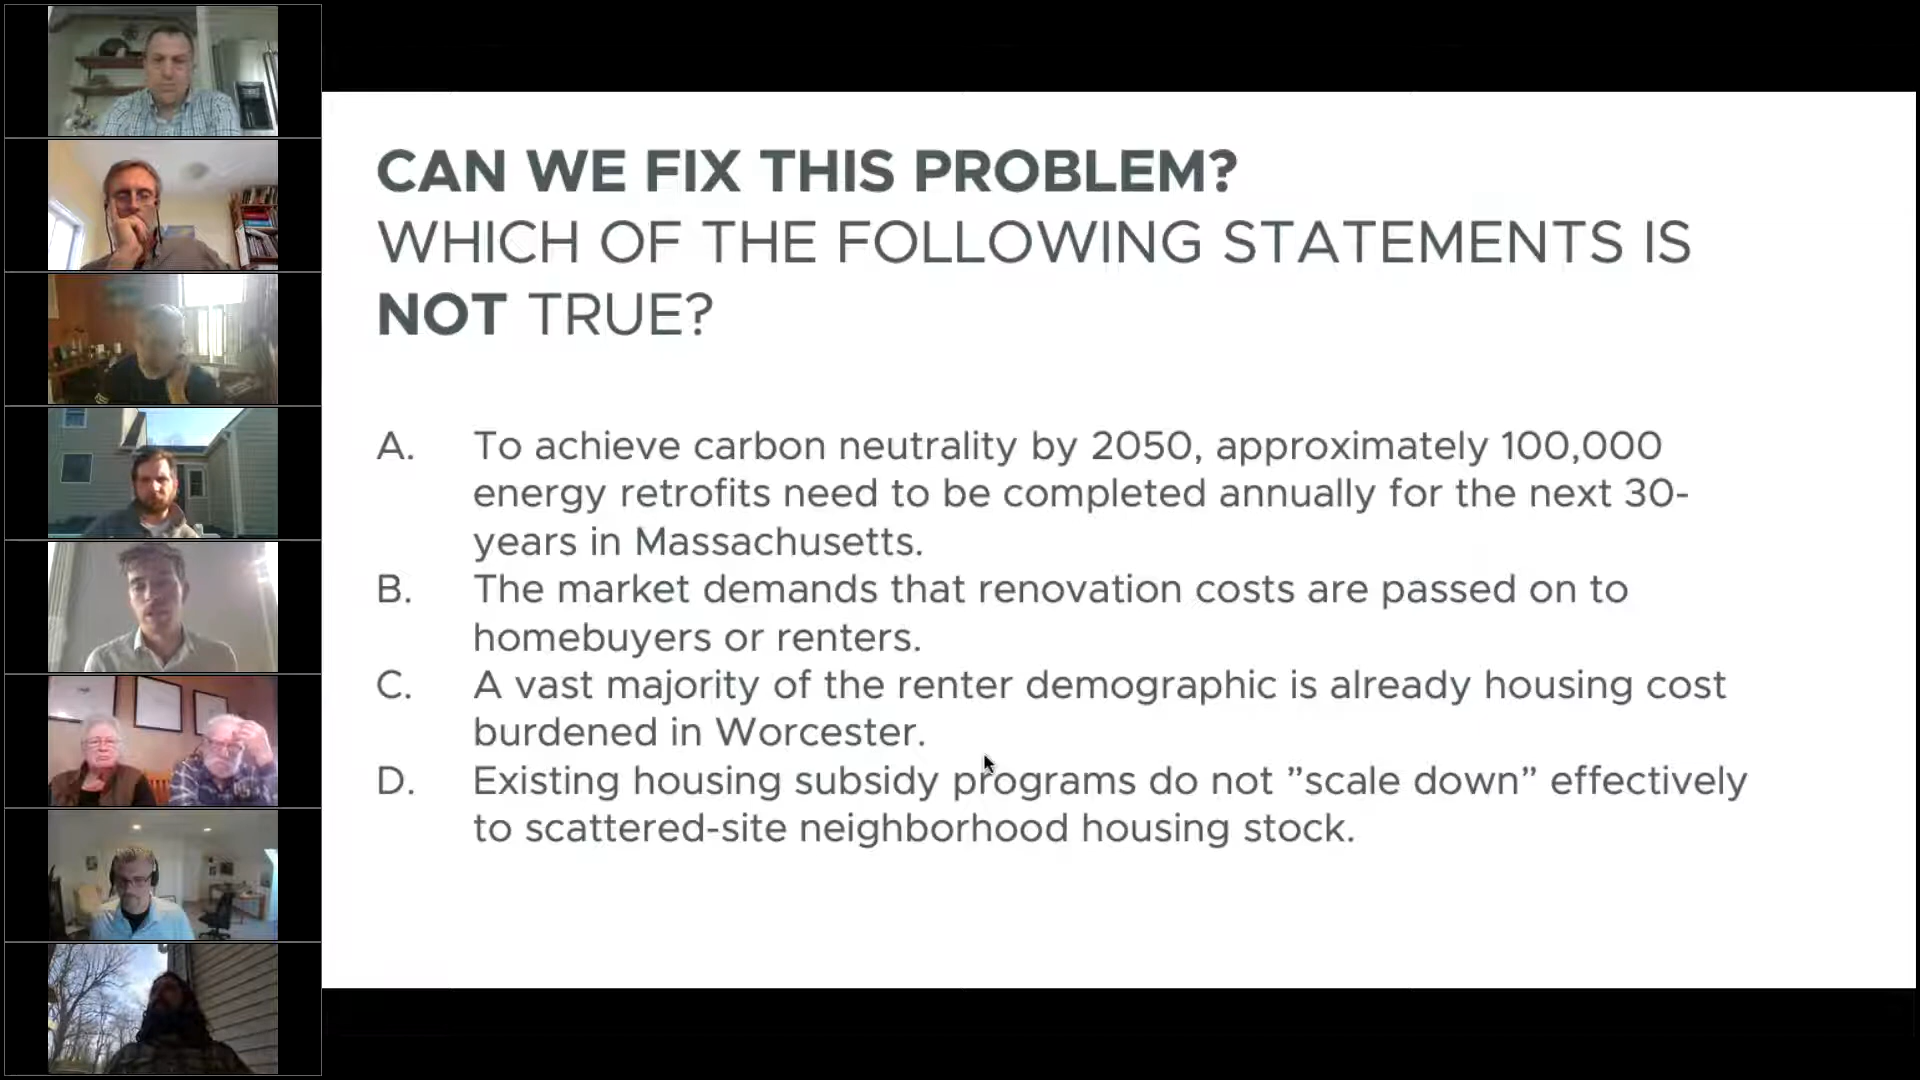 CAN WE FIX THIS PROBLEM?
WHICH OF THE FOLLOWING STATEMENTS IS
NOT TRUE?
A. To achieve carbon neutrality by 2050, approximately 100,000
energy retrofits need to be completed annually for the next 30-
years in Massachusetts.
B. The market demands that renovation costs are passed on to
homebuyers or renters.
C. A vast majority of the renter demographic is already housing cost
burdened in Worcester.
D. Existing housing subsidy programs do not ”scale down” effectively
to scattered-site neighborhood housing stock.